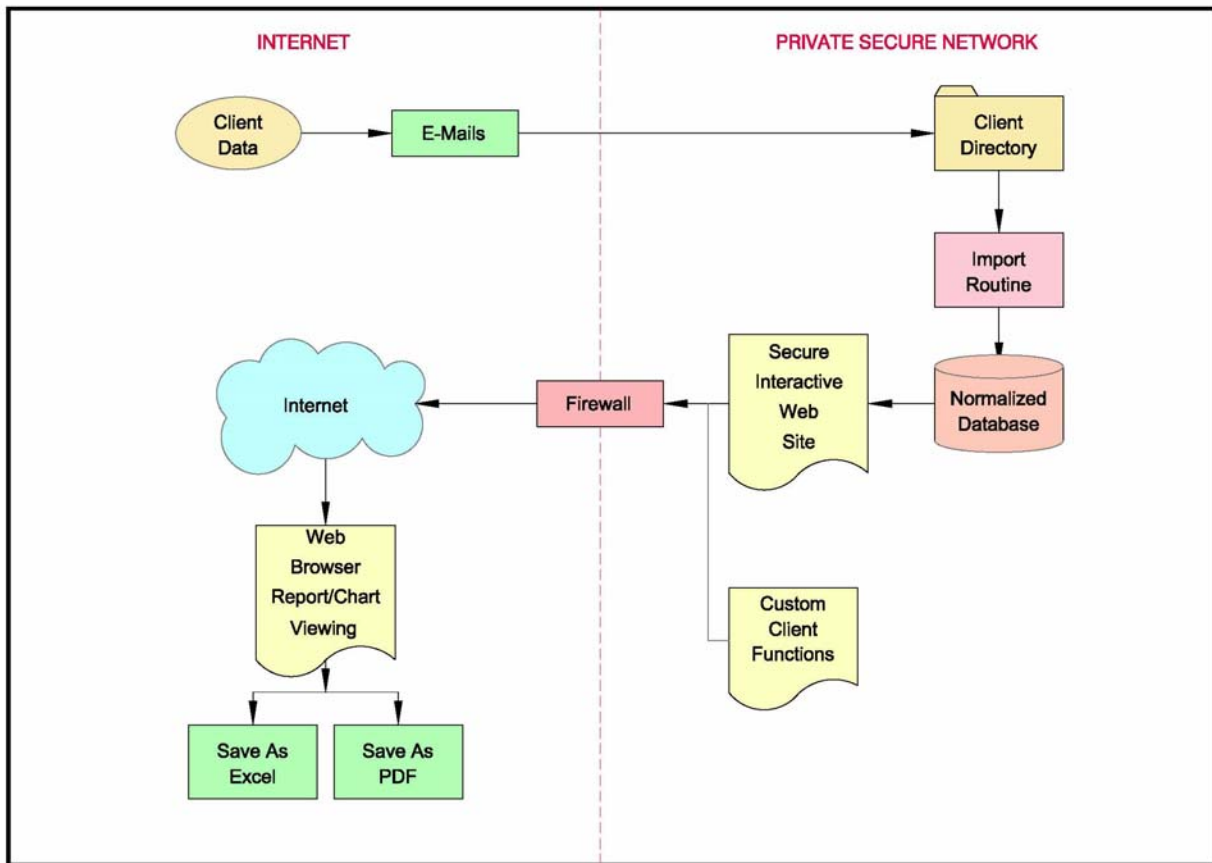 INTERNET
PRIVATE SECURE NETWORK
Client
Data
E-Mails
Client
Directory
Import
Routine
Normalized
Database
Secure
Interactive
Web
Site
Firewall
Internet
Web
Browser
Report/Chart
Viewing
Custom
Client
Functions
Save As
Excel
Save As
PDF